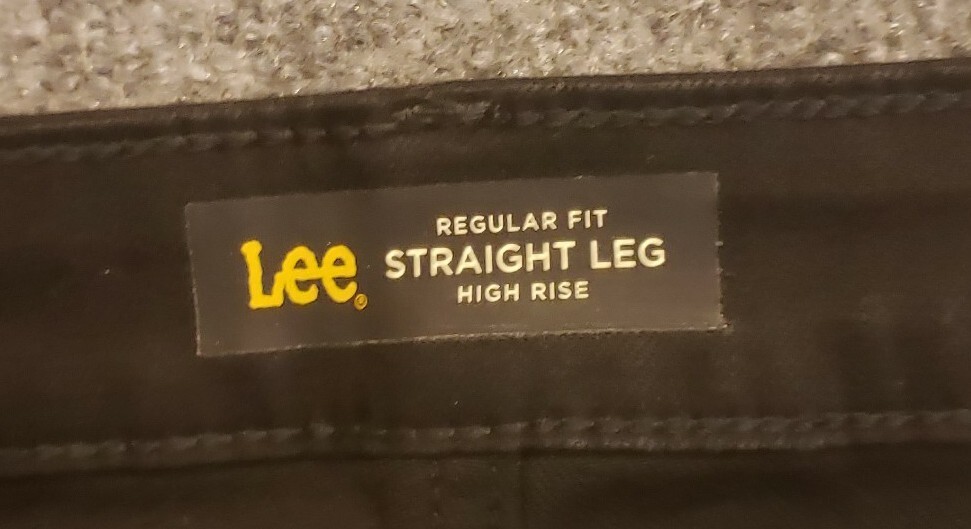 Lee®
REGULAR FIT
STRAIGHT LEG
HIGH RISE